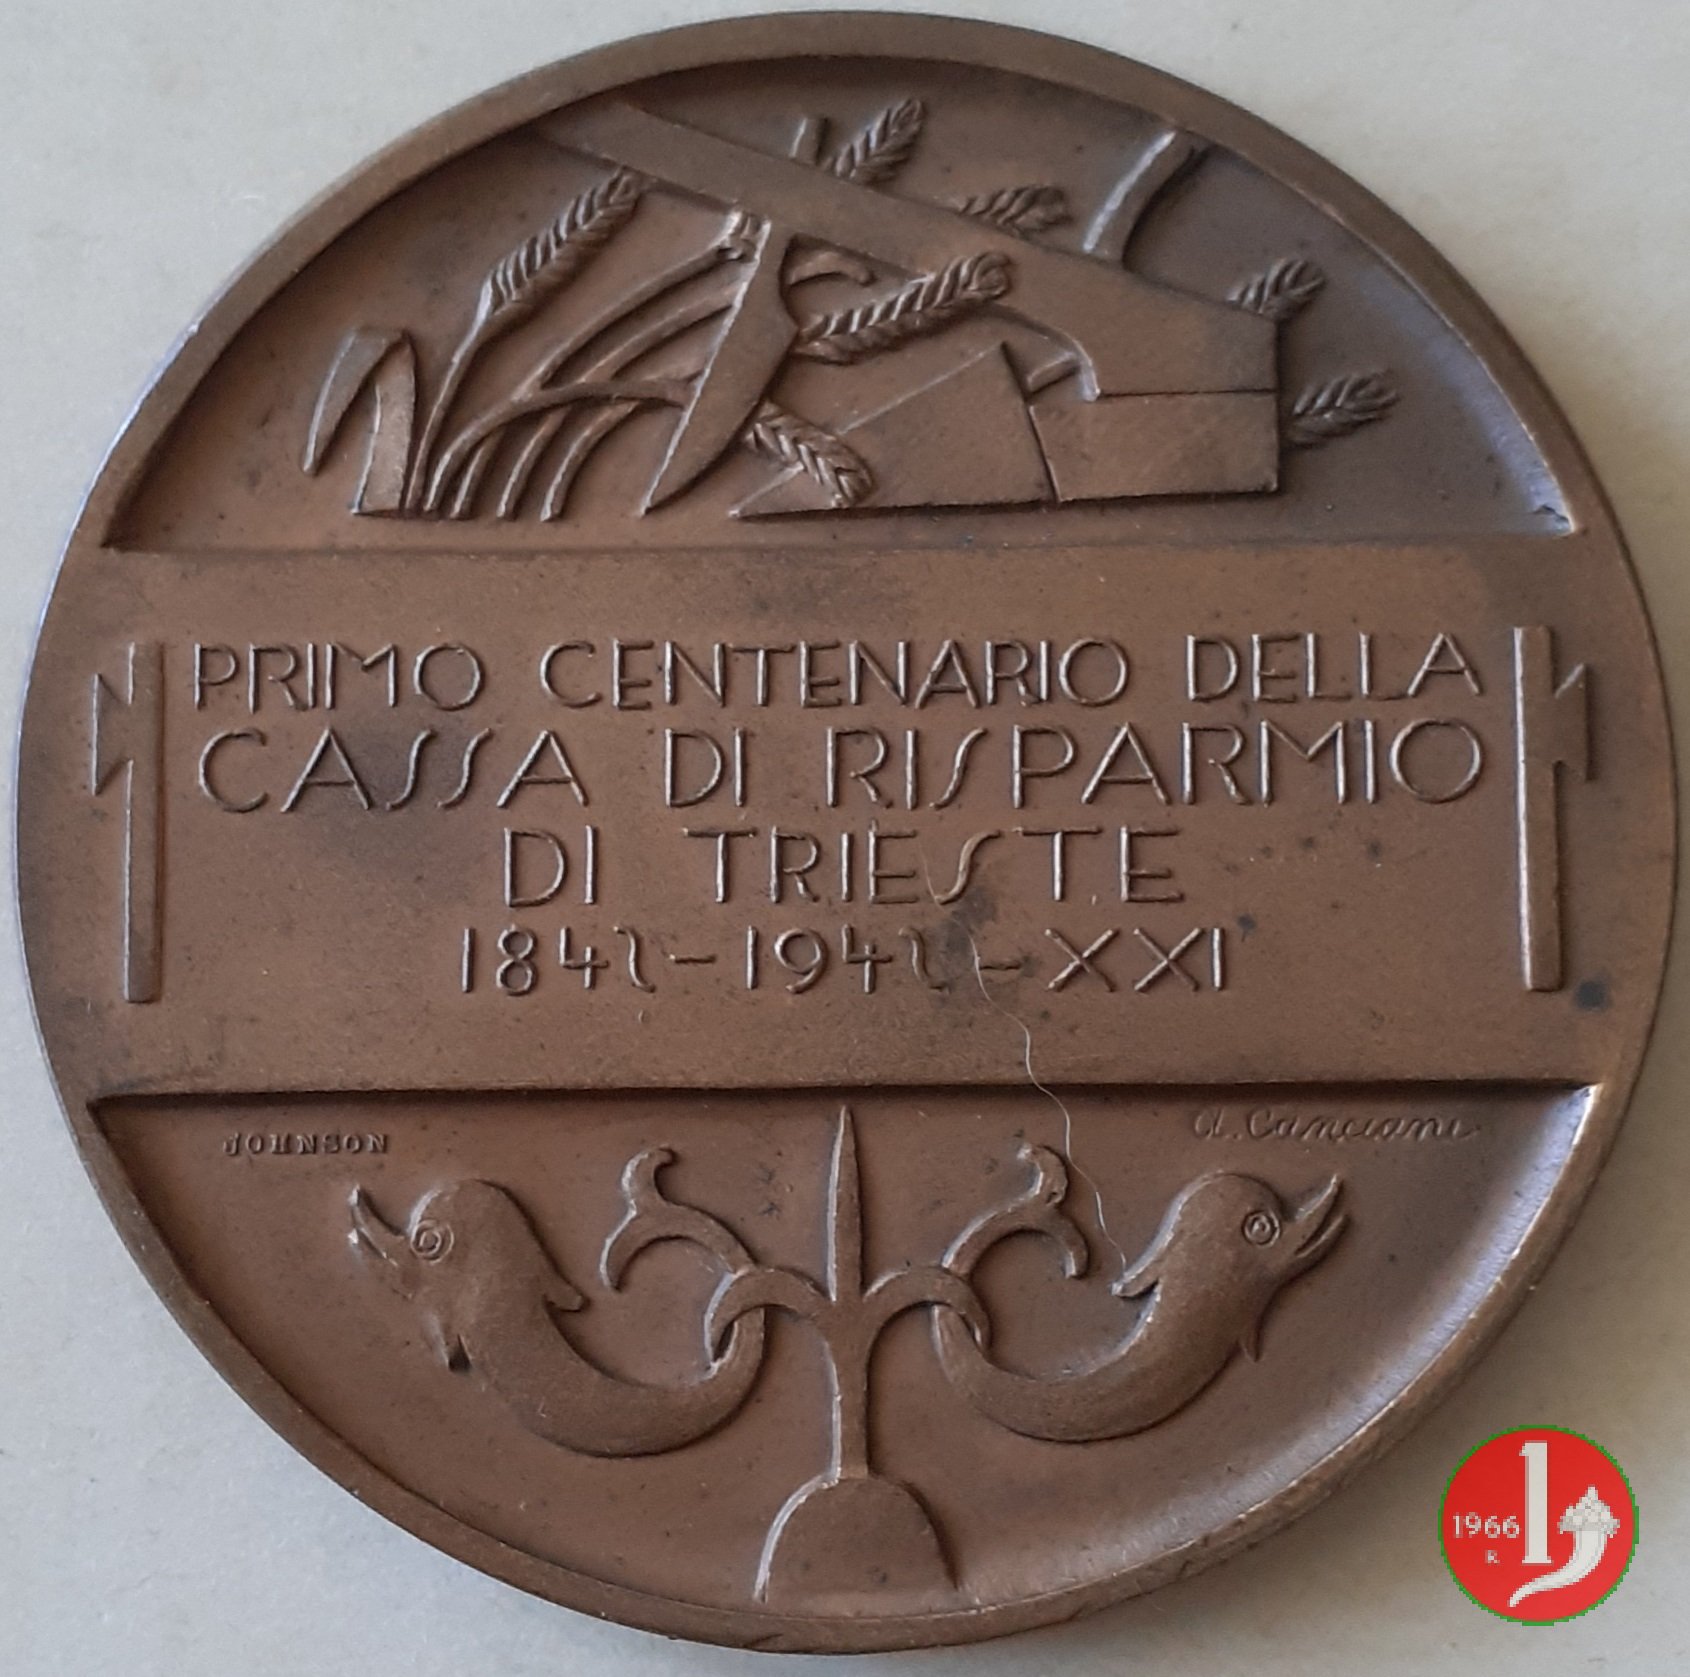 PRIMO CENTENARIO DELLA
CASSA DI RISPARMIO
DI TRIESTE
1842-1942-XXI
JOHNSON
A. Canciani
1966
R